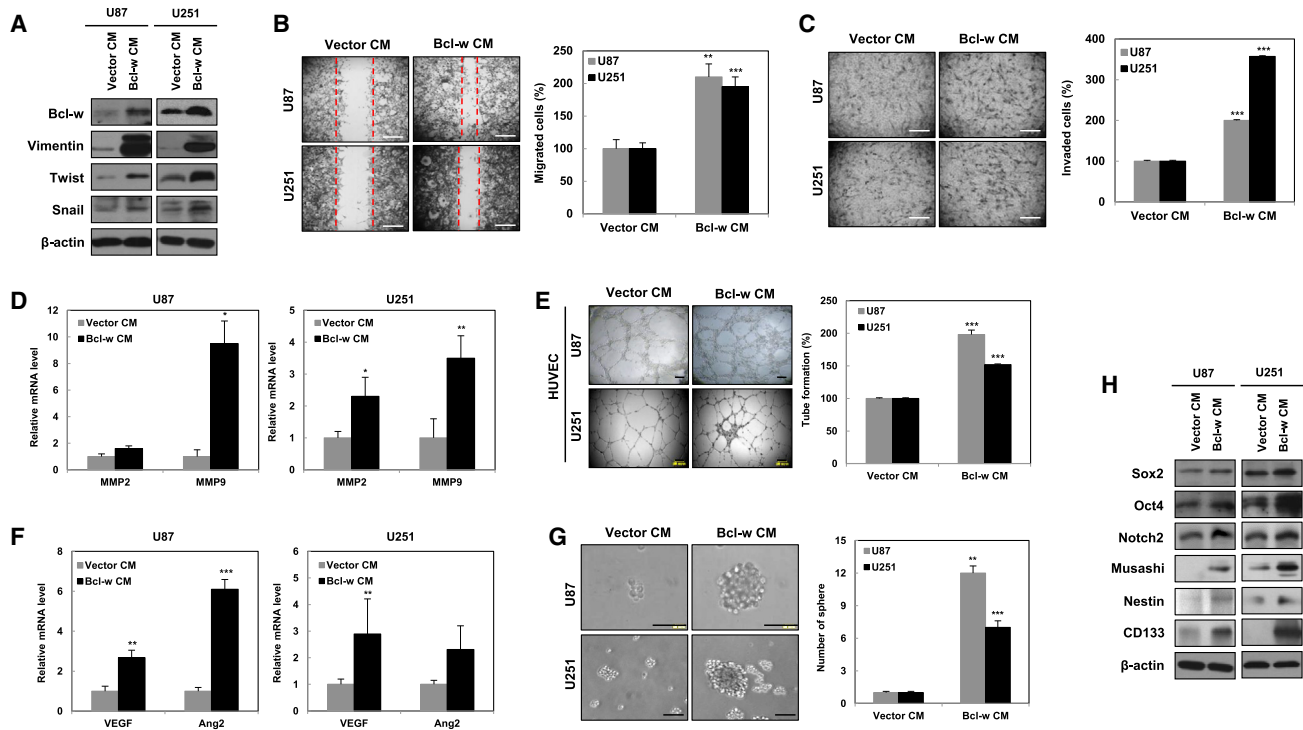 A
U87
U251
Vector CM
Bcl-w CM
Vector CM
Bcl-w CM
Bcl-w
Vimentin
Twist
Snail
β-actin
B
Vector CM
Bcl-w CM
U87
U251
Migrated cells (%)
250
200
150
100
50
0
U87
U251
**
***
Vector CM
Bcl-w CM
C
Vector CM
Bcl-w CM
U87
U251
Invaded cells (%)
400
300
200
100
0
U87
U251
***
***
Vector CM
Bcl-w CM
D
U87
Relative mRNA level
12
10
8
6
4
2
0
Vector CM
Bcl-w CM
*
MMP2
MMP9
U251
Relative mRNA level
5
4
3
2
1
0
Vector CM
Bcl-w CM
*
**
MMP2
MMP9
E
Vector CM
Bcl-w CM
HUVEC
U87
U251
Tube formation (%)
250
200
150
100
50
0
U87
U251
***
***
Vector CM
Bcl-w CM
F
U87
Relative mRNA level
8
6
4
2
0
Vector CM
Bcl-w CM
**
***
VEGF
Ang2
U251
Relative mRNA level
6
5
4
3
2
1
0
Vector CM
Bcl-w CM
**
VEGF
Ang2
G
Vector CM
Bcl-w CM
U87
U251
Number of sphere
15
12
9
6
3
0
U87
U251
**
***
Vector CM
Bcl-w CM
H
U87
U251
Vector CM
Bcl-w CM
Vector CM
Bcl-w CM
Sox2
Oct4
Notch2
Musashi
Nestin
CD133
β-actin